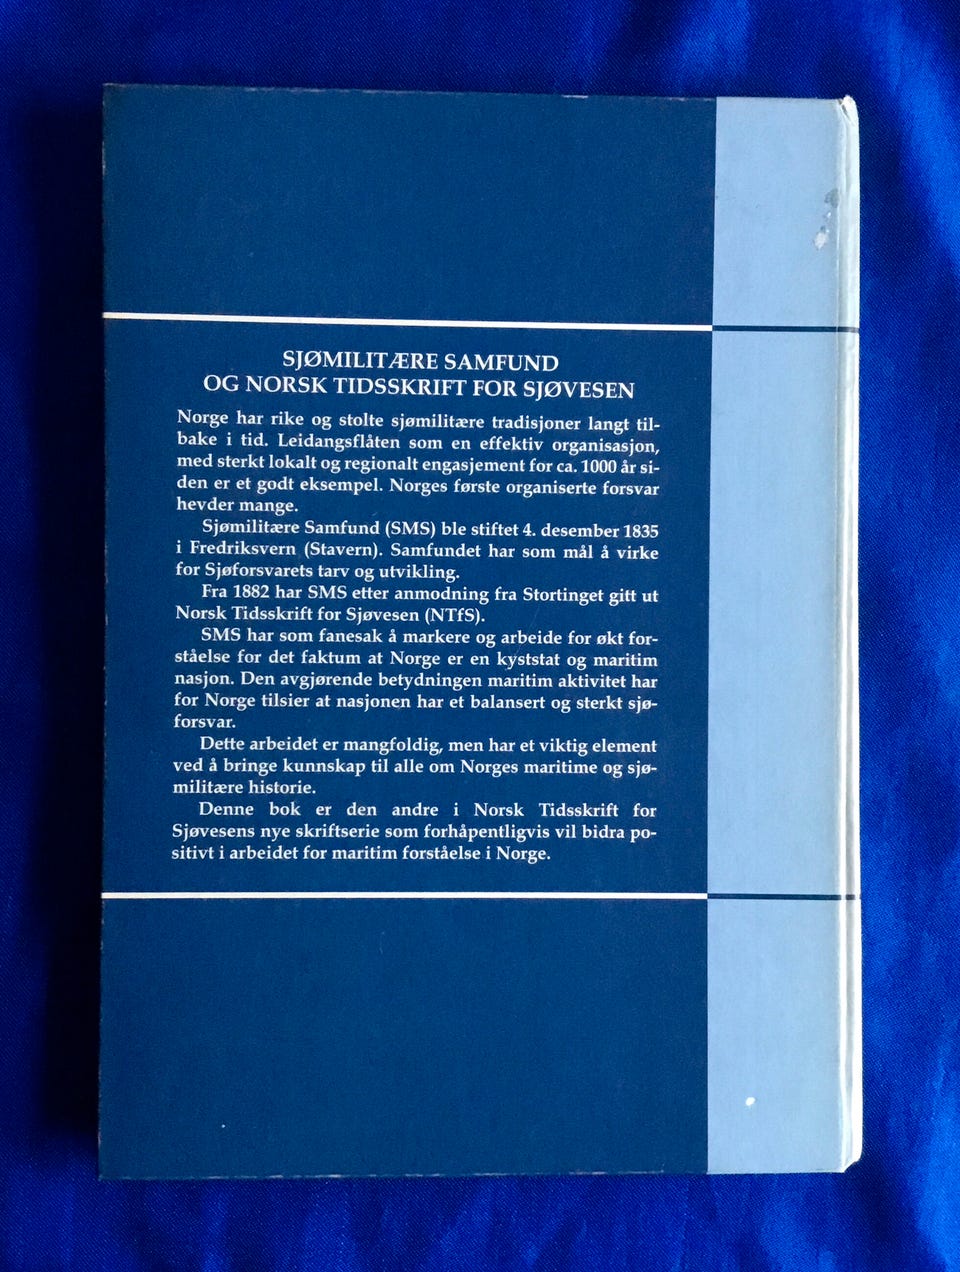 SJØMILITÆRE SAMFUND
OG NORSK TIDSSKRIFT FOR SJØVESEN
Norge har rike og stolte sjømilitære tradisjoner langt til-
bake i tid. Leidangsflåten som en effektiv organisasjon,
med sterkt lokalt og regionalt engasjement for ca. 1000 år si-
den er et godt eksempel. Norges første organiserte forsvar
hevder mange.
Sjømilitære Samfund (SMS) ble stiftet 4. desember 1835
i Fredriksvern (Stavern). Samfundet har som mål å virke
for Sjøforsvarets tarv og utvikling.
Fra 1882 har SMS etter anmodning fra Stortinget gitt ut
Norsk Tidsskrift for Sjøvesen (NTfS).
SMS har som fanesak å markere og arbeide for økt for-
ståelse for det faktum at Norge er en kyststat og maritim
nasjon. Den avgjørende betydningen maritim aktivitet har
for Norge tilsier at nasjonen har et balansert og sterkt sjø-
forsvar.
Dette arbeidet er mangfoldig, men har et viktig element
ved å bringe kunnskap til alle om Norges maritime og sjø-
militære historie.
Denne bok er den andre i Norsk Tidsskrift for
Sjøvesens nye skriftserie som forhåpentligvis vil bidra po-
sitivt i arbeidet for maritim forståelse i Norge.